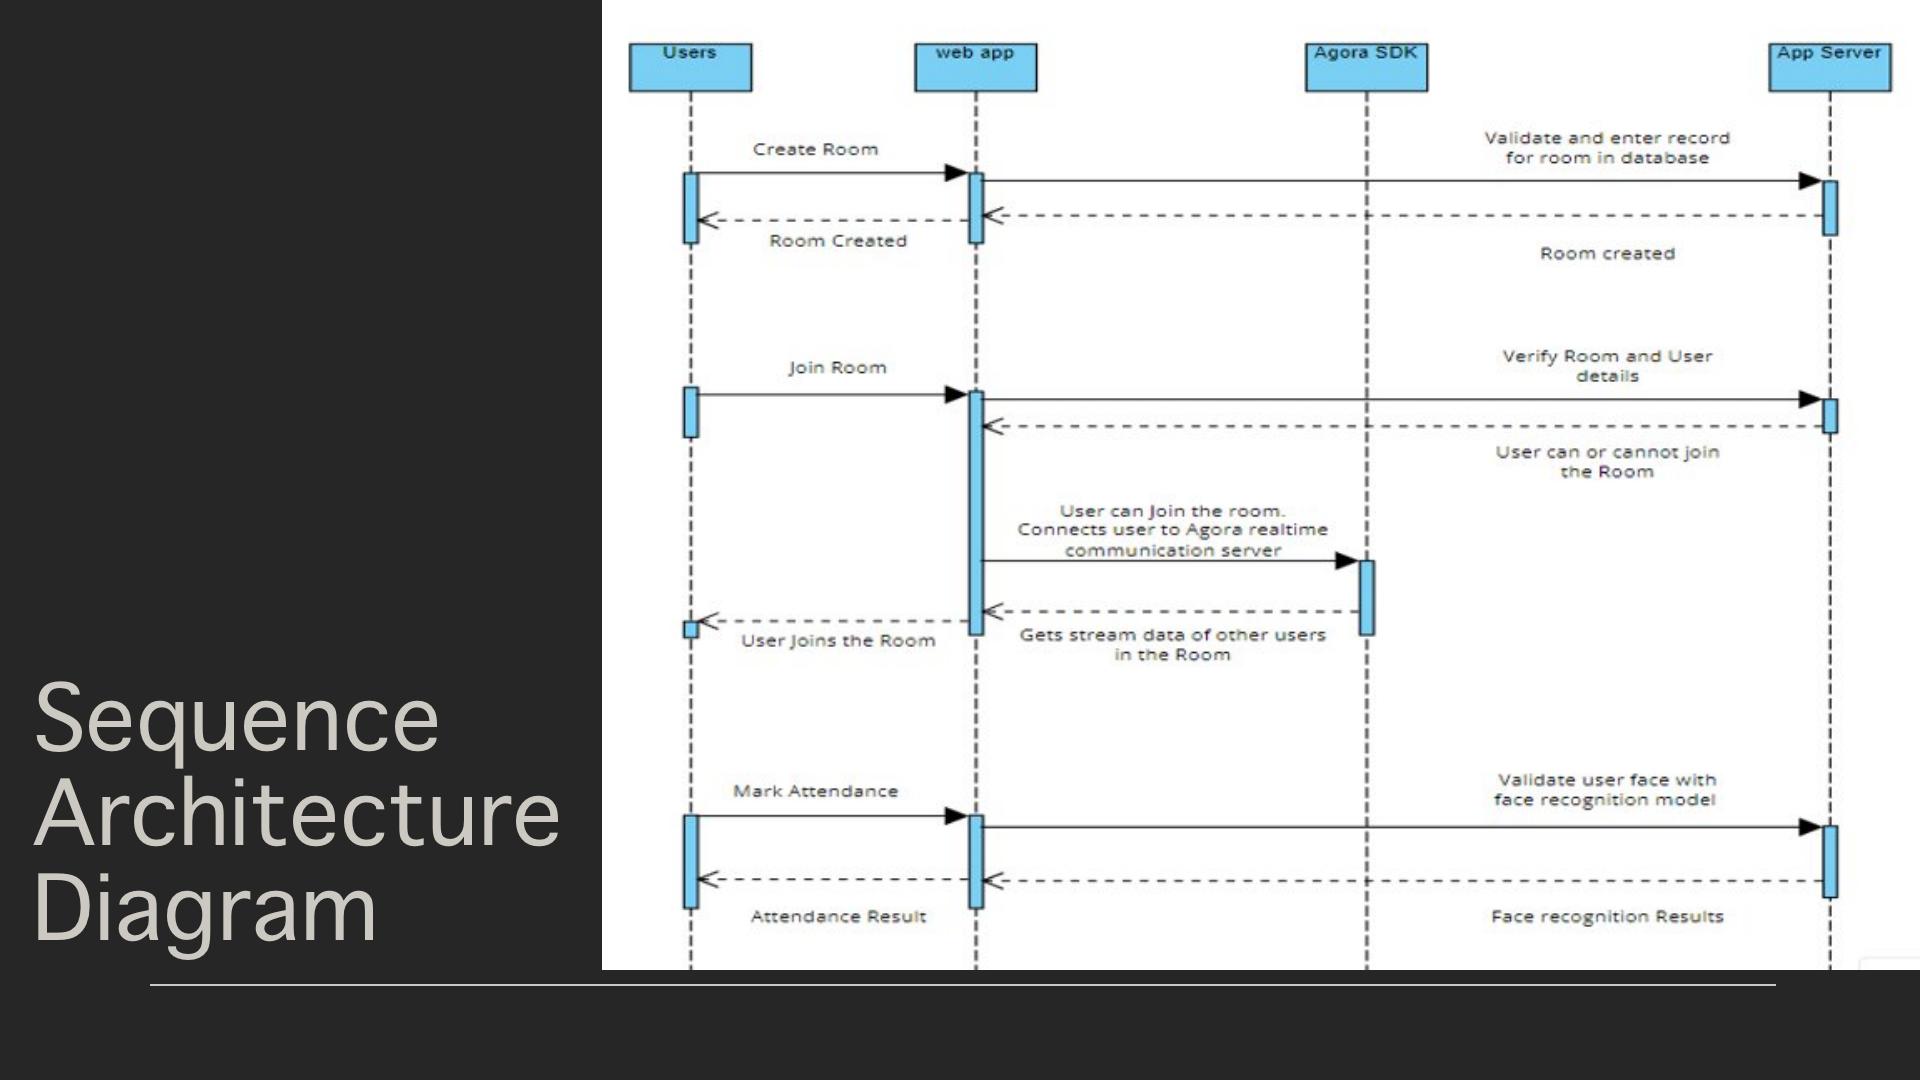 Sequence
Architecture
Diagram
Users
web app
Agora SDK
App Server
Create Room
Validate and enter record
for room in database
Room Created
Room created
Join Room
Verify Room and User
details
User can or cannot join
the Room
User can Join the room.
Connects user to Agora realtime
communication server
User Joins the Room
Gets stream data of other users
in the Room
Mark Attendance
Validate user face with
face recognition model
Attendance Result
Face recognition Results